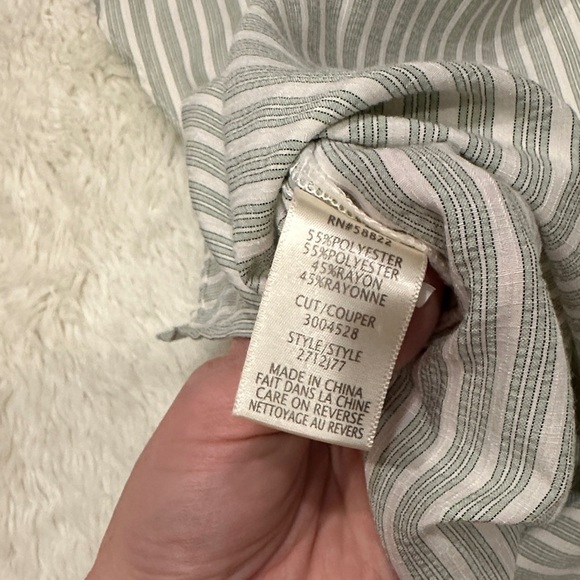 RN#58822
55%POLYESTER
55%POLYESTER
45%RAYON
45%RAYONNE
CUT/COUPER
3004528
STYLE/STYLE
2712J77
MADE IN CHINA
FAIT DANS LA CHINE
CARE ON REVERSE
NETTOYAGE AU REVERS